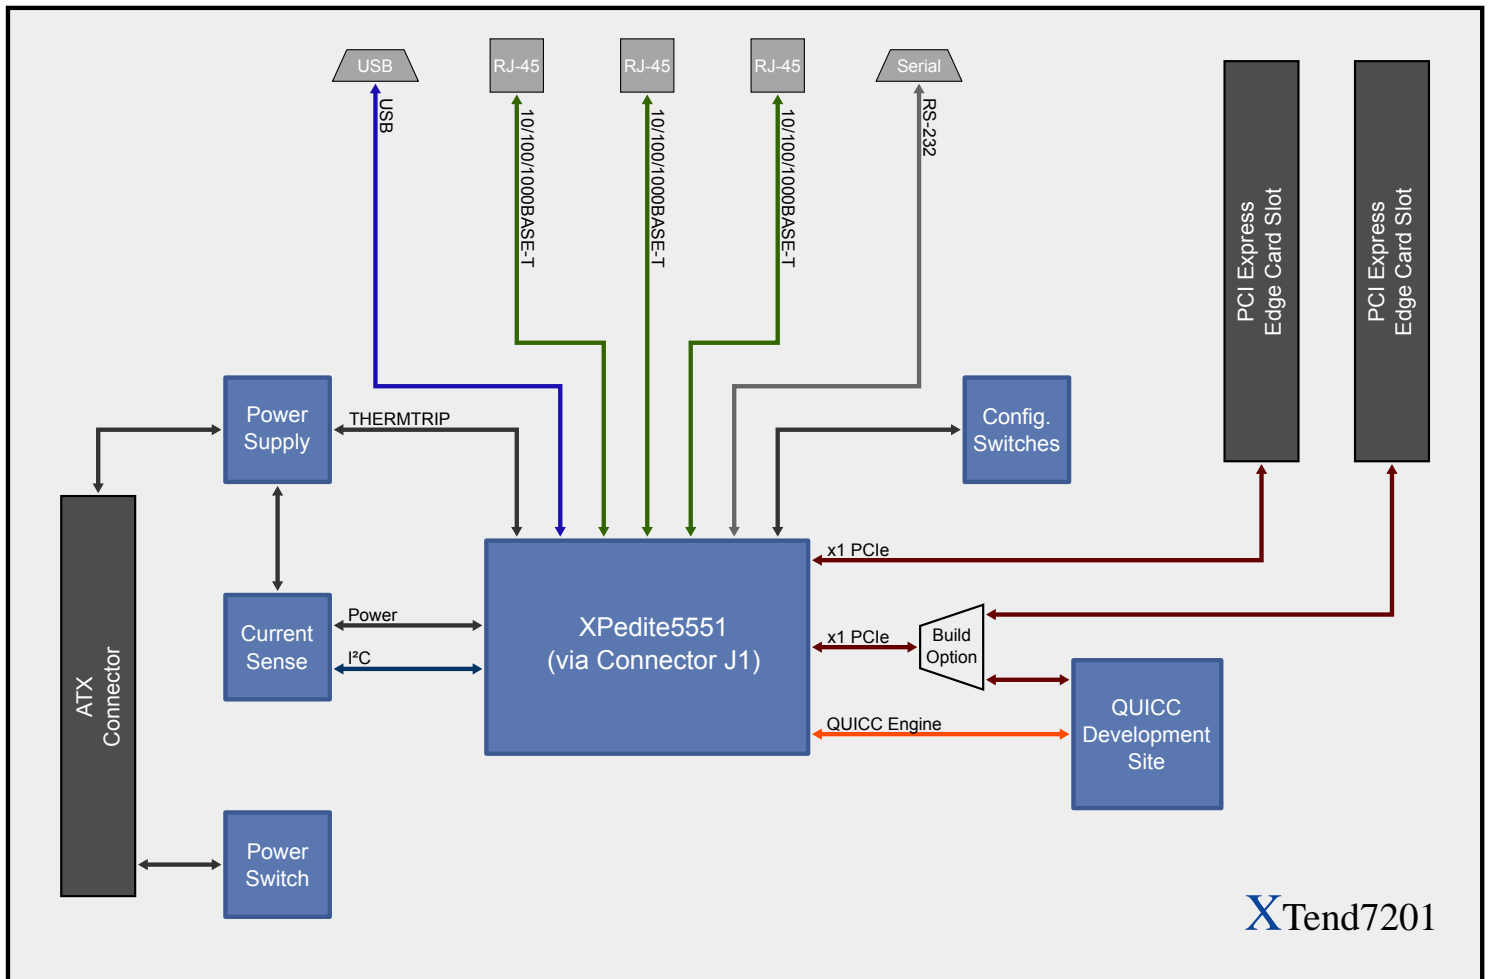 USB
RJ-45
RJ-45
RJ-45
Serial
USB
10/100/1000BASE-T
10/100/1000BASE-T
10/100/1000BASE-T
RS-232
PCI Express
Edge Card Slot
PCI Express
Edge Card Slot
Power
Supply
THERMTRIP
Config.
Switches
x1 PCIe
Current
Sense
Power
I²C
XPedite5551
(via Connector J1)
x1 PCIe
Build
Option
ATX
Connector
QUICC Engine
QUICC
Development
Site
Power
Switch
XTend7201